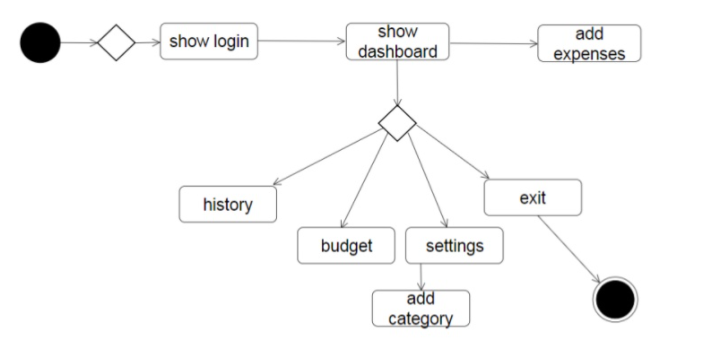 show login
show
dashboard
add
expenses
history
exit
budget
settings
add
category